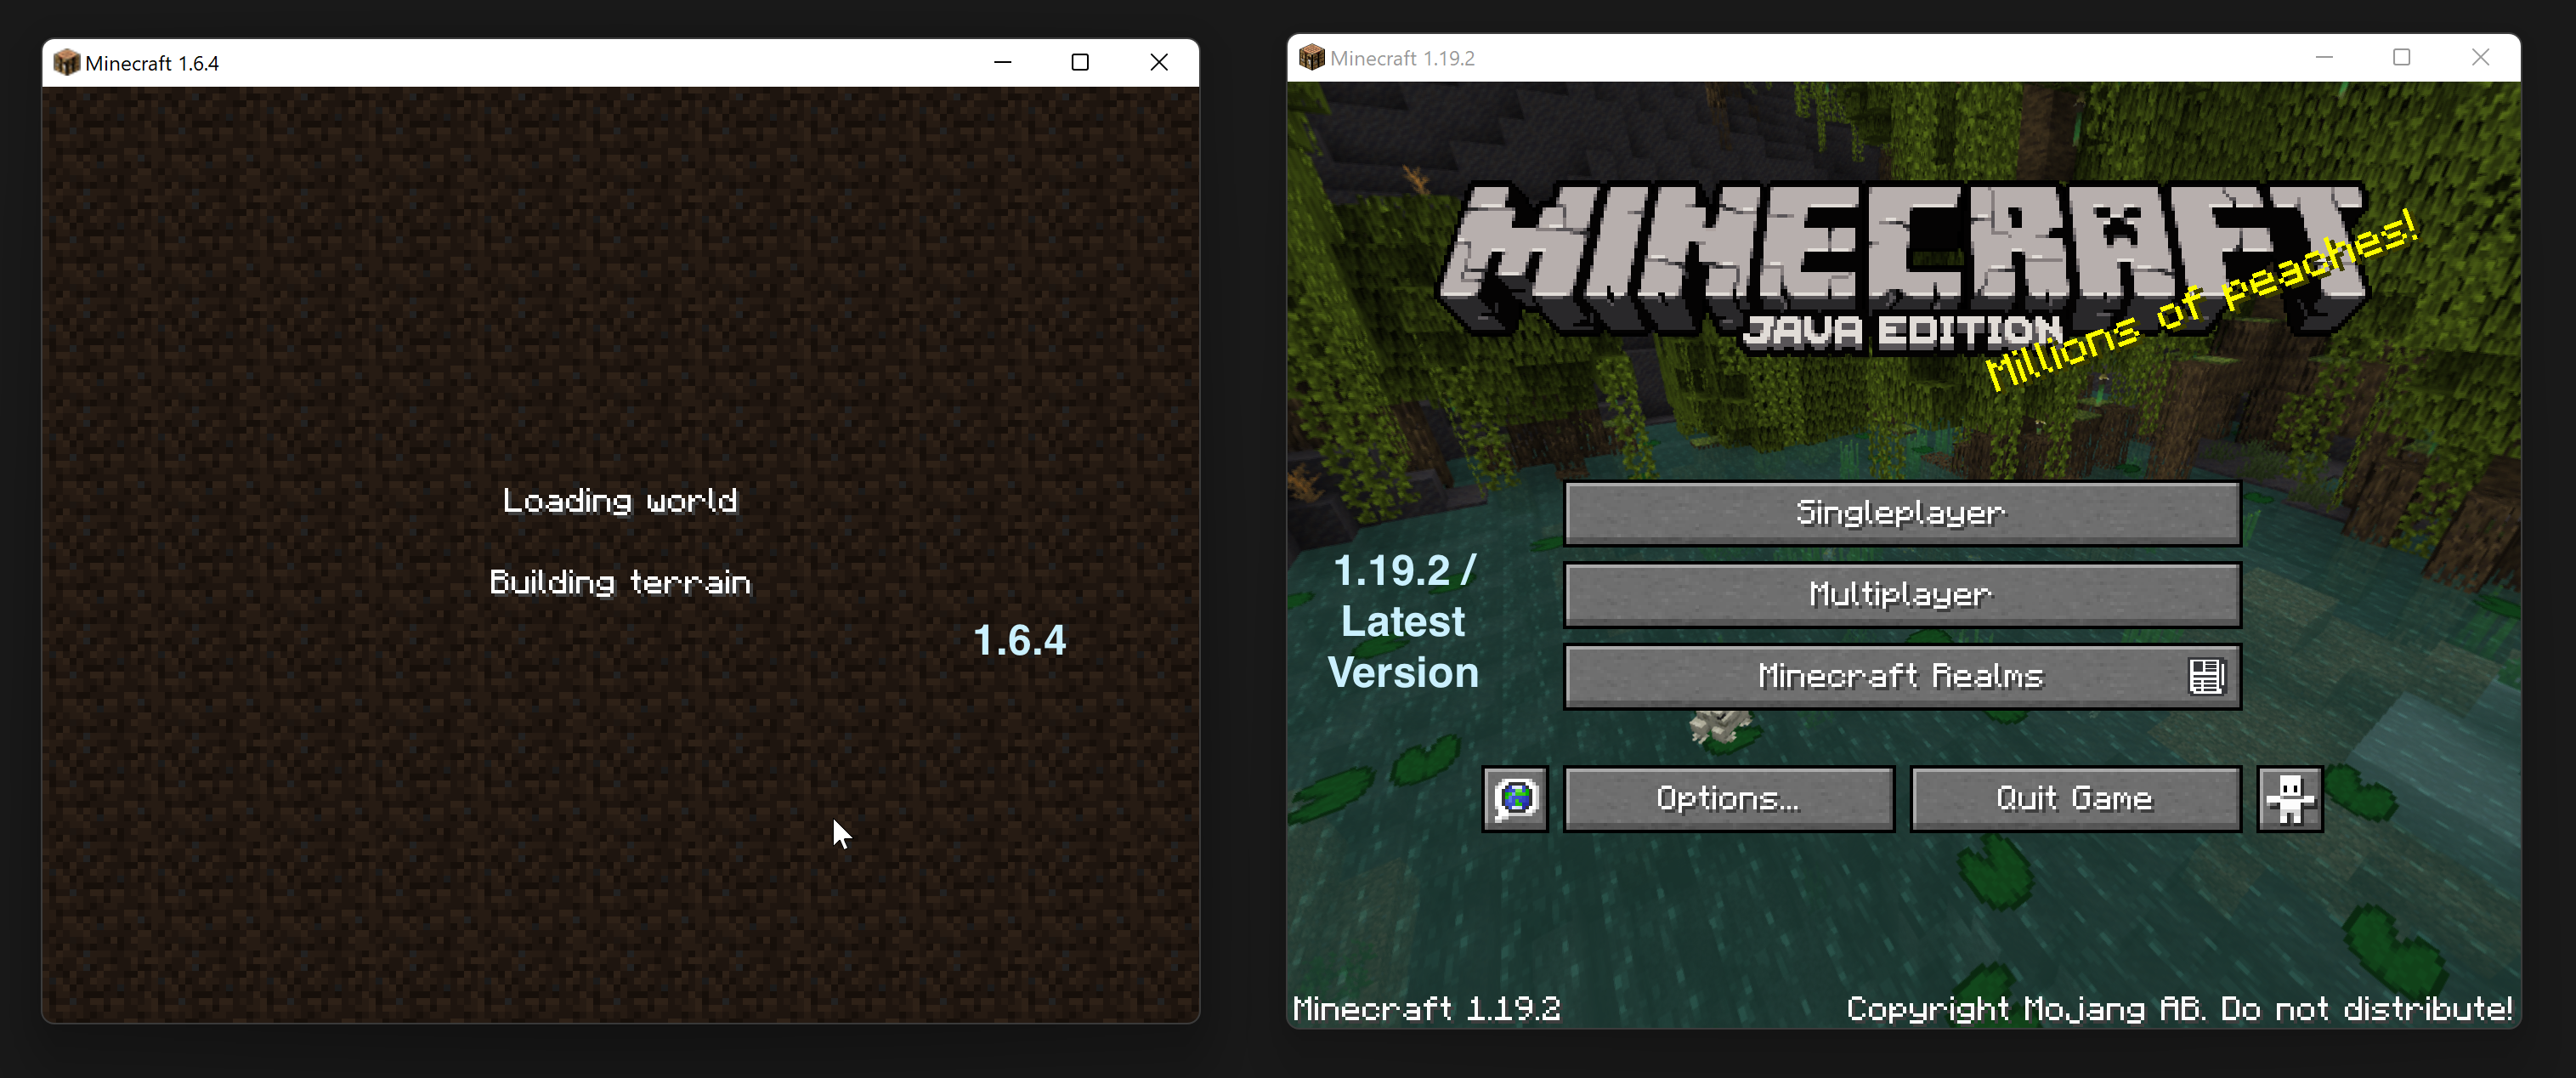 Minecraft 1.6.4
Loading world
Building terrain
1.6.4
Minecraft 1.19.2
MINECRAFT
JAVA EDITION
Millions of peaches!
Singleplayer
1.19.2 /
Latest
Version
Multiplayer
Minecraft Realms
Options...
Quit Game
Minecraft 1.19.2
Copyright Mojang AB. Do not distribute!